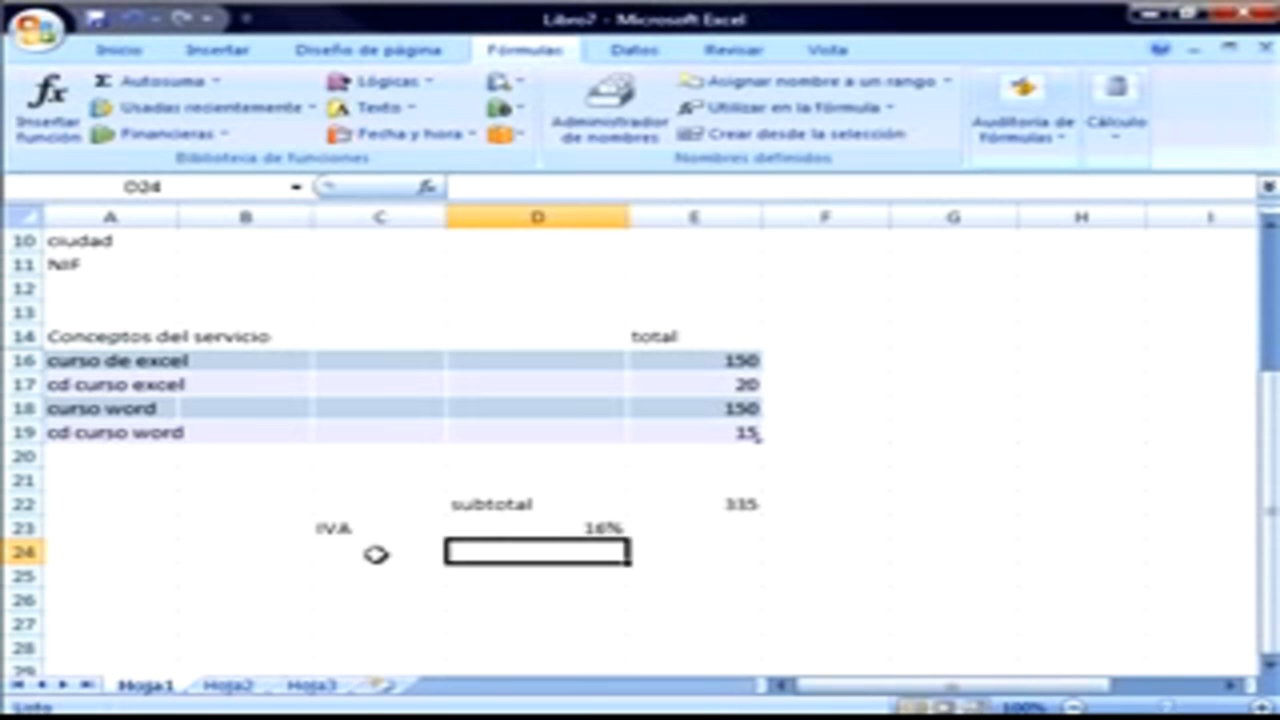 Libro7 - Microsoft Excel
Inicio Insertar Diseño de página Fórmulas Datos Revisar Vista
Insertar función
Σ Autosuma
Usadas recientemente
Financieras
Lógicas
Texto
Fecha y hora
Biblioteca de funciones
Administrador de nombres
Asignar nombre a un rango
Utilizar en la fórmula
Crear desde la selección
Nombres definidos
Auditoría de Fórmulas
Cálculo
D24 fx
A B C D E F G H I
10 ciudad
11 NIF
12
13
14 Conceptos del servicio total
16 curso de excel 150
17 cd curso excel 20
18 curso word 150
19 cd curso word 15
20
21
22 subtotal 335
23 IVA 16%
24
25
26
27
28
29
Hoja1 Hoja2 Hoja3
Listo 100%